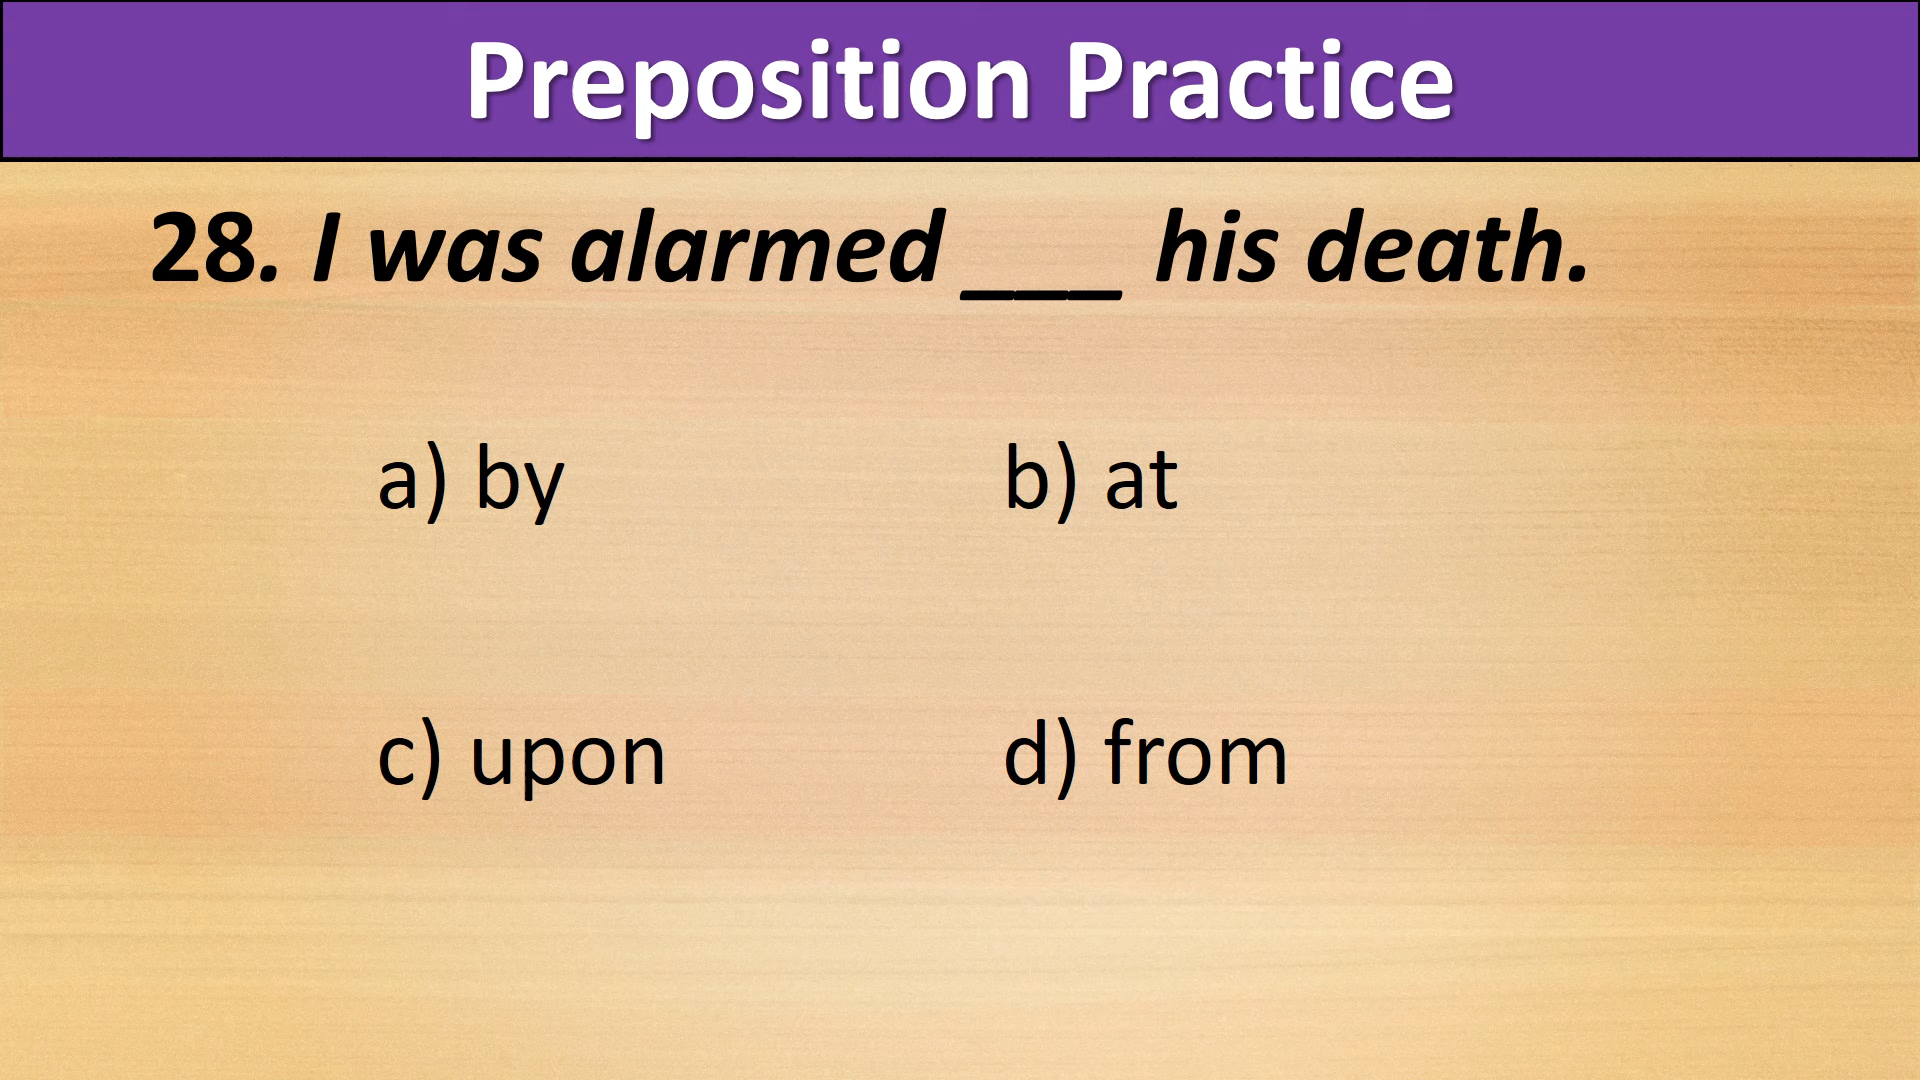 Preposition Practice
28. I was alarmed ___ his death.
a) by b) at
c) upon d) from